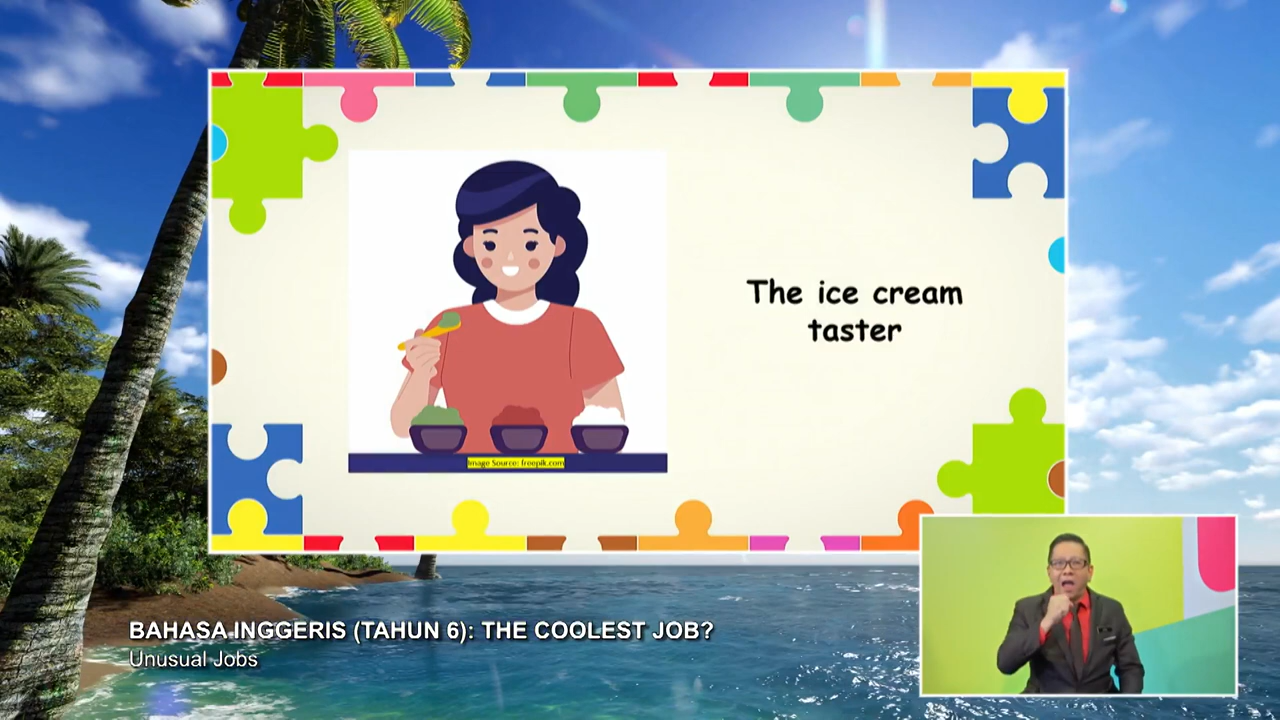 The ice cream
taster
Image Source: freepik.com
BAHASA INGGERIS (TAHUN 6): THE COOLEST JOB?
Unusual Jobs